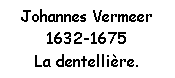 Johannes Vermeer
1632-1675
La dentellière.